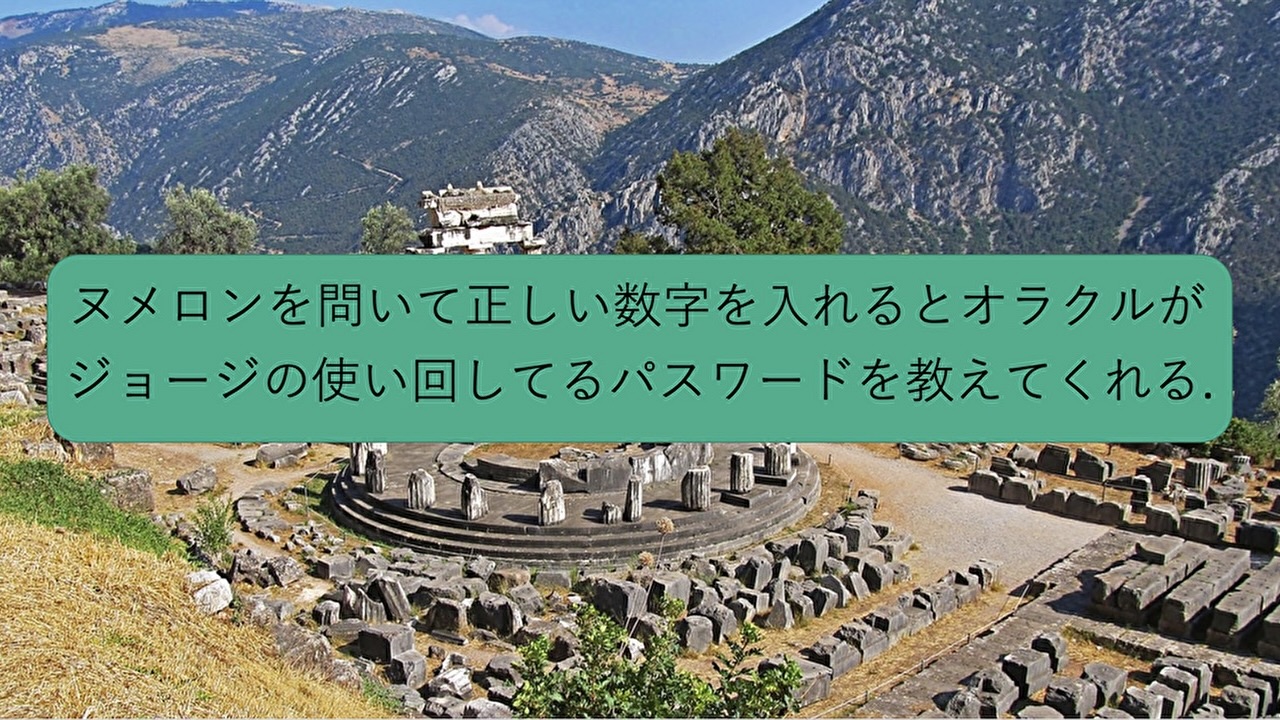 ヌメロンを問いて正しい数字を入れるとオラクルが
ジョージの使い回してるパスワードを教えてくれる.